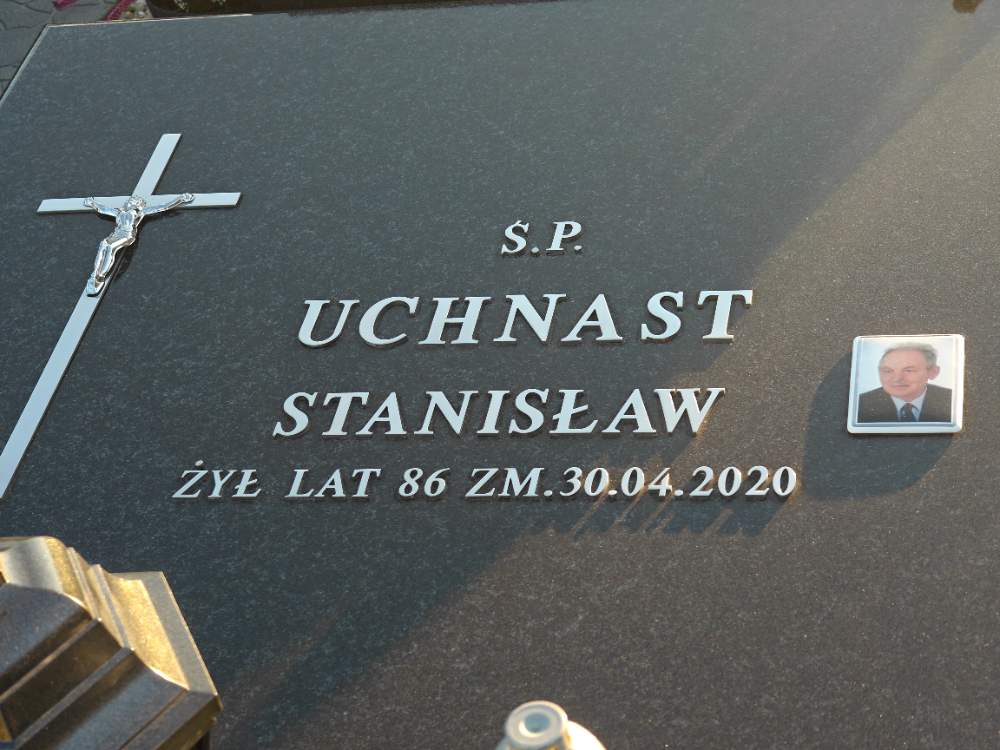 Ś.P.
UCHNAST
STANISŁAW
ŻYŁ LAT 86 ZM.30.04.2020